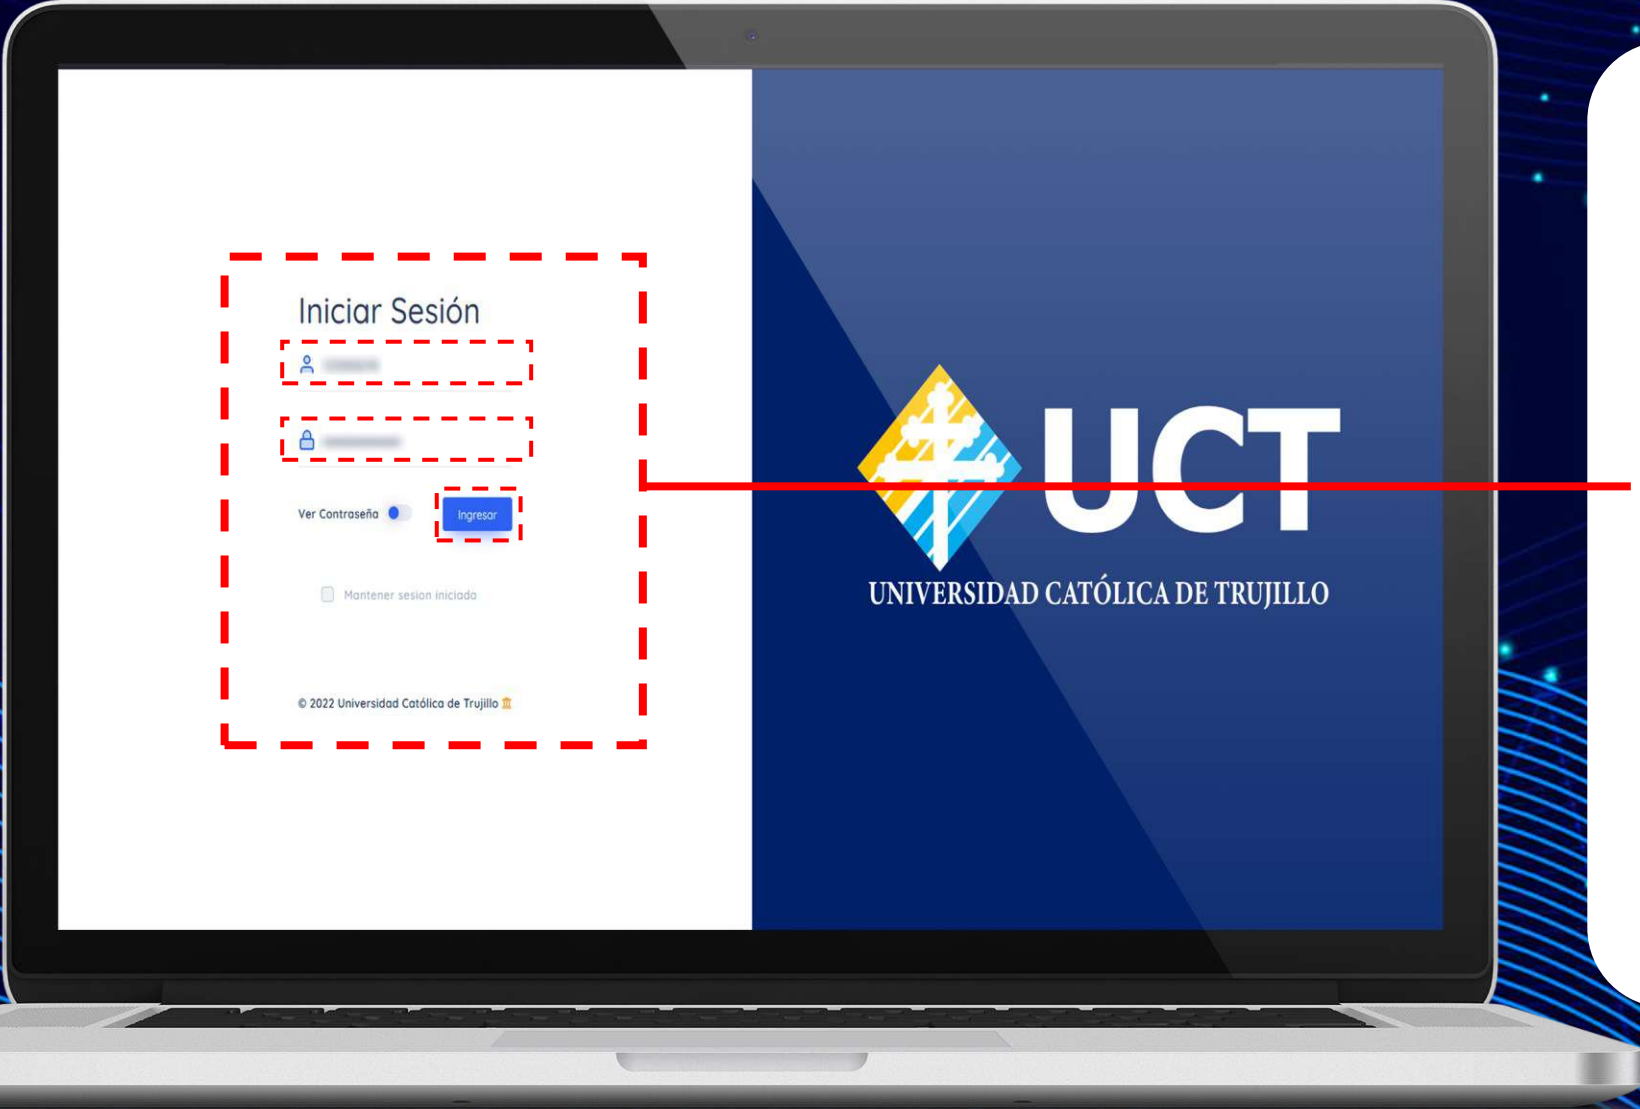 Iniciar Sesión
Ver Contraseña
Ingresar
Mantener sesion iniciada
© 2022 Universidad Católica de Trujillo
UCT
UNIVERSIDAD CATÓLICA DE TRUJILLO